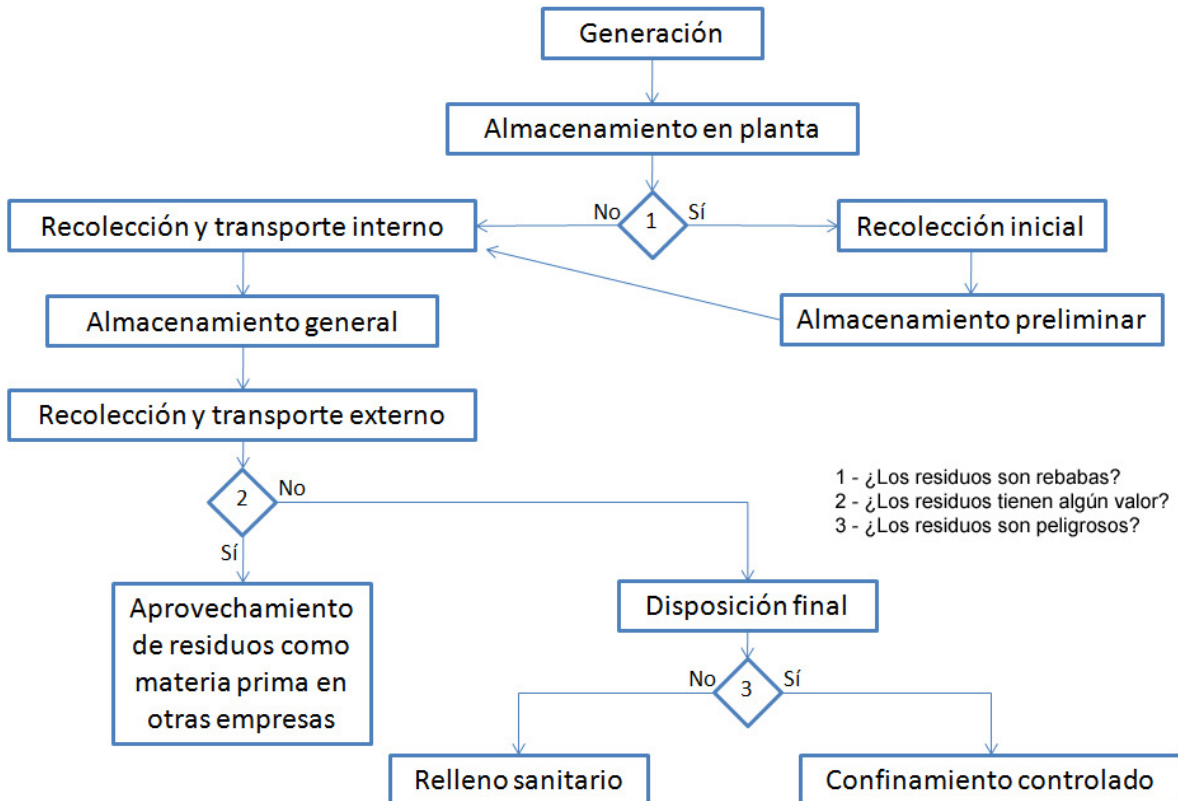 Generación
Almacenamiento en planta
No
1
Sí
Recolección y transporte interno
Recolección inicial
Almacenamiento general
Almacenamiento preliminar
Recolección y transporte externo
1 - ¿Los residuos son rebabas?
2 - ¿Los residuos tienen algún valor?
3 - ¿Los residuos son peligrosos?
2
No
Sí
Aprovechamiento
de residuos como
materia prima en
otras empresas
Disposición final
No
3
Sí
Relleno sanitario
Confinamiento controlado